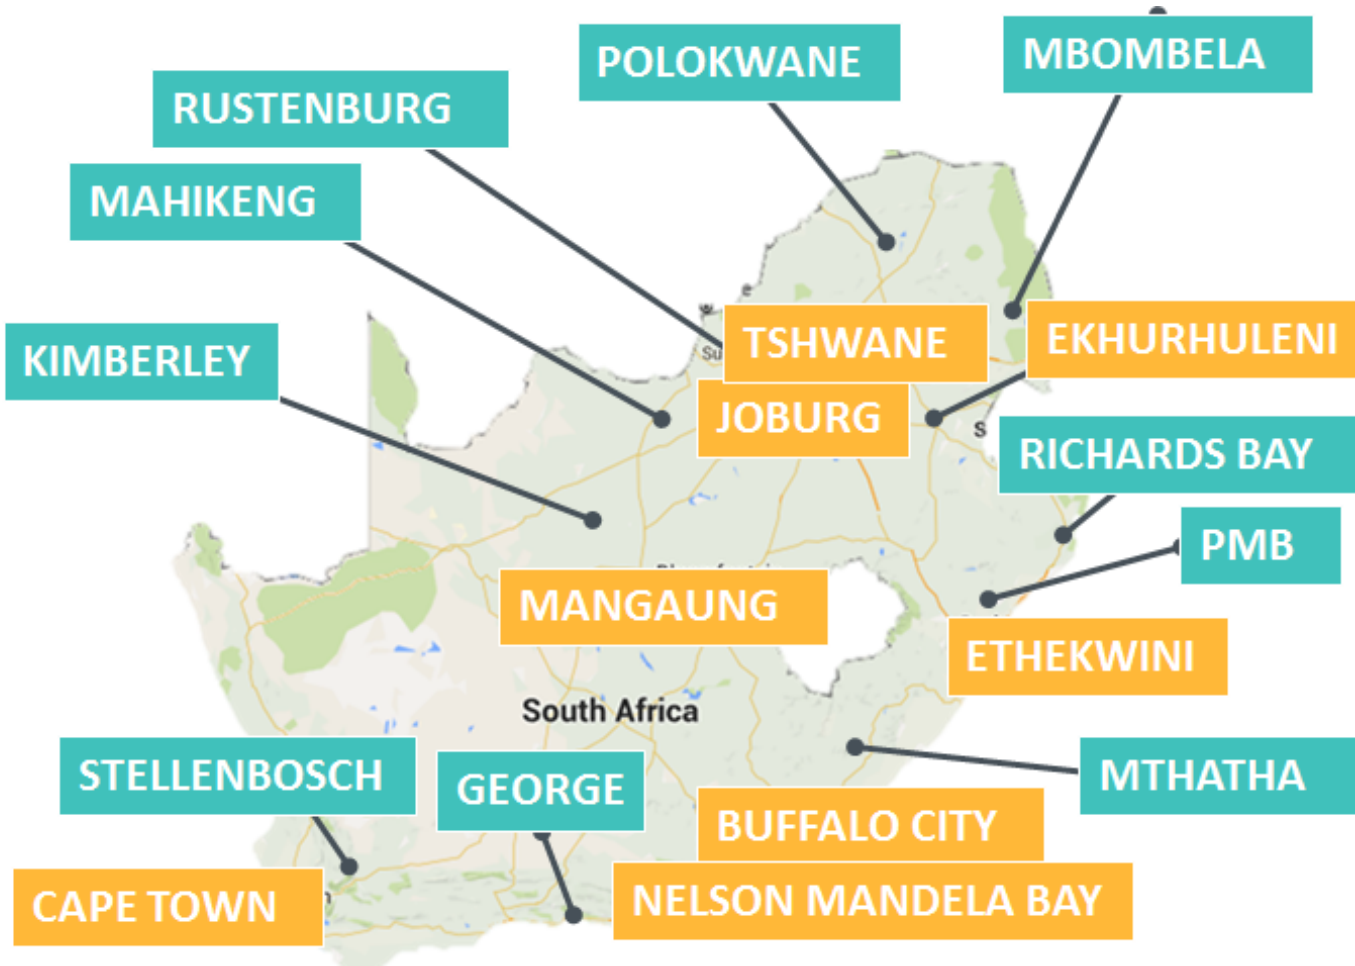 POLOKWANE
MBOMBELA
RUSTENBURG
MAHIKENG
KIMBERLEY
TSHWANE
EKHURHULENI
JOBURG
RICHARDS BAY
PMB
MANGAUNG
ETHEKWINI
South Africa
STELLENBOSCH
GEORGE
MTHATHA
BUFFALO CITY
CAPE TOWN
NELSON MANDELA BAY